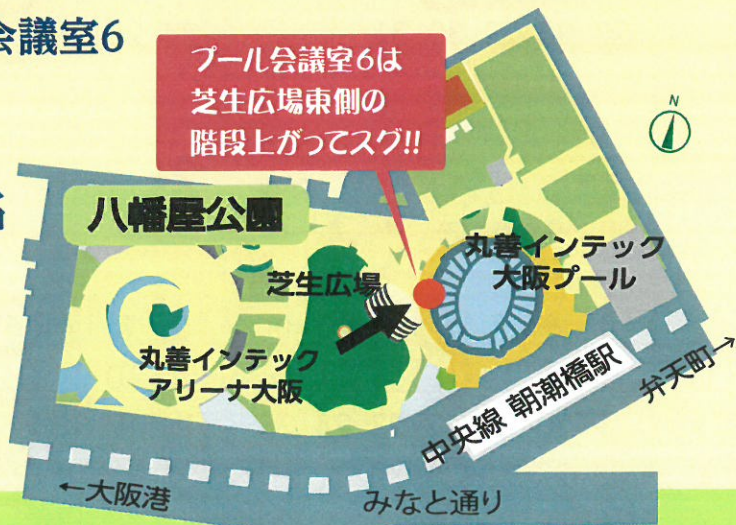 会議室6
プール会議室6は
芝生広場東側の
階段上がってスグ!!
N
八幡屋公園
芝生広場
丸善インテック
大阪プール
丸善インテック
アリーナ大阪
中央線 朝潮橋駅
弁天町→
←大阪港
みなと通り